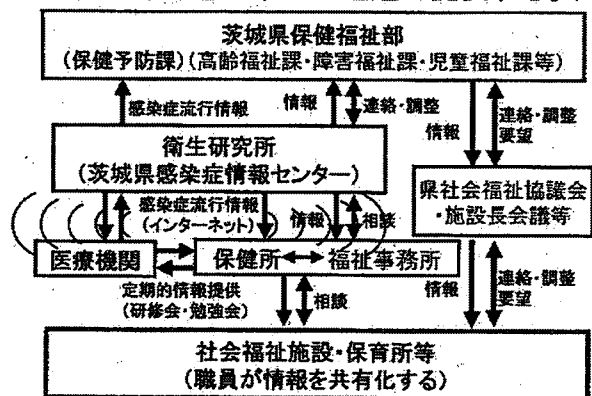 茨城県保健福祉部
(保健予防課)(高齢福祉課・障害福祉課・児童福祉課等)
感染症流行情報
情報
連絡・調整
情報
連絡・調整
要望
衛生研究所
(茨城県感染症情報センター)
県社会福祉協議会
・施設長会議等
感染症流行情報
(インターネット)
情報
相談
医療機関
保健所
福祉事務所
定期的情報提供
(研修会・勉強会)
相談
情報
連絡・調整
要望
社会福祉施設・保育所等
(職員が情報を共有化する)